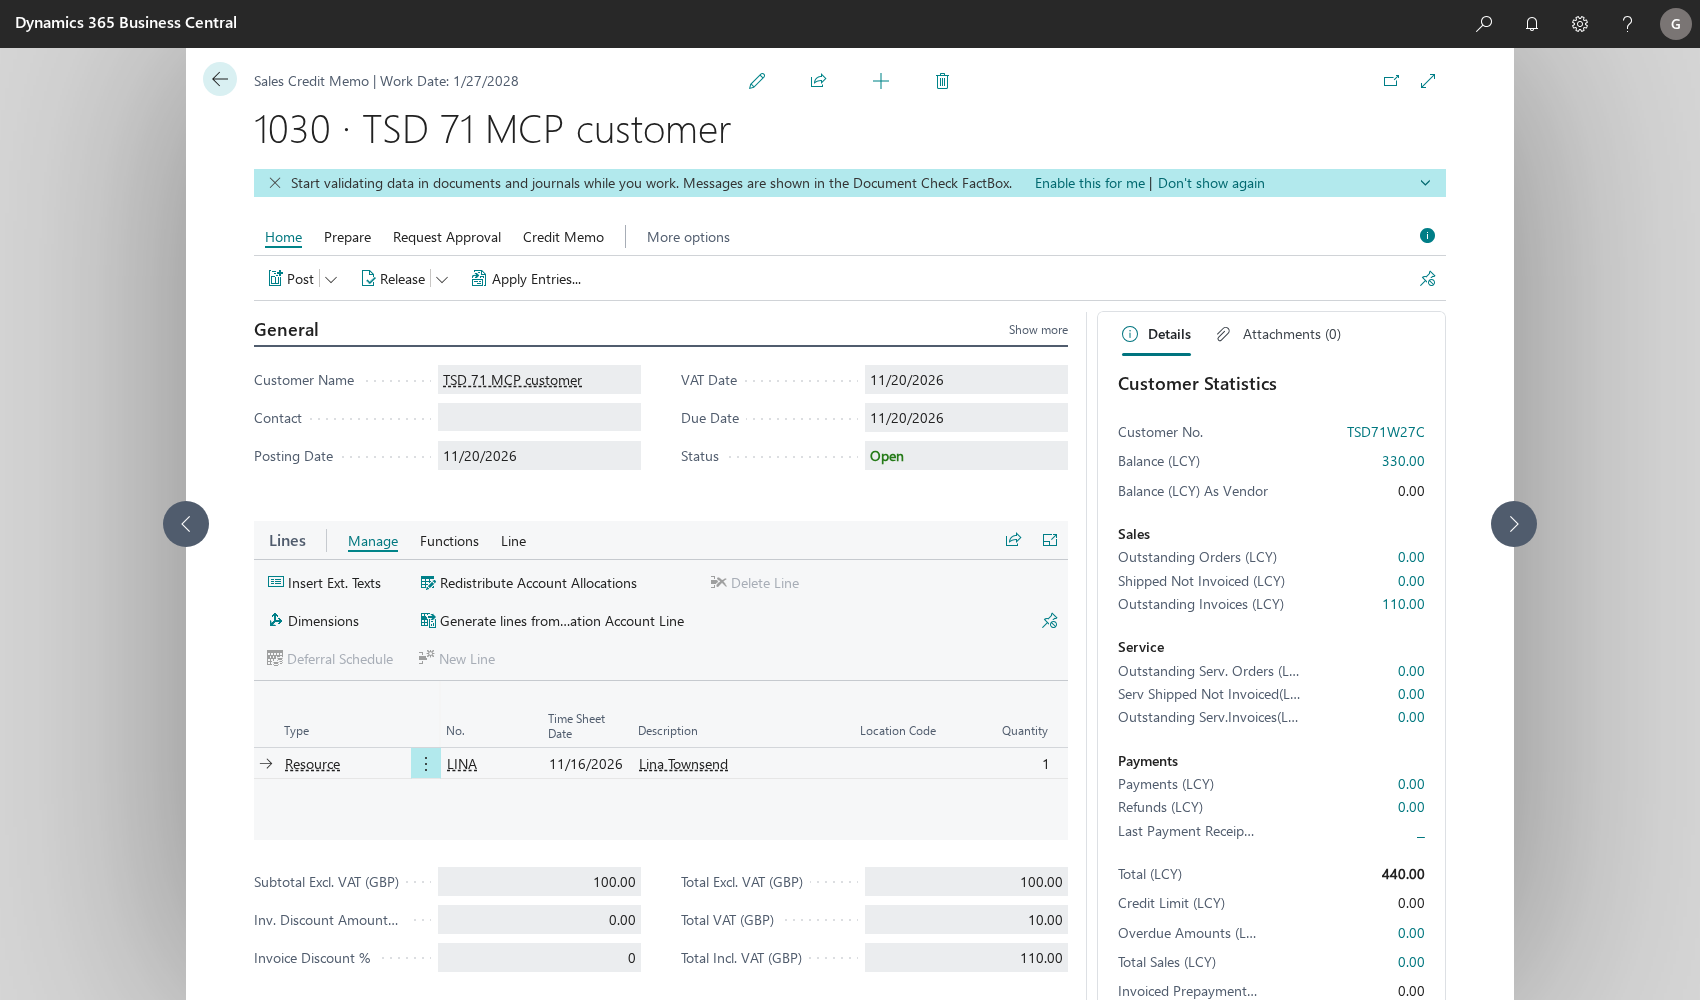 Dynamics 365 Business Central
G
Sales Credit Memo | Work Date: 1/27/2028
1030 · TSD 71 MCP customer
Start validating data in documents and journals while you work. Messages are shown in the Document Check FactBox. Enable this for me | Don't show again
Home Prepare Request Approval Credit Memo More options
Post Release Apply Entries...
General Show more
Customer Name TSD 71 MCP customer
Contact
Posting Date 11/20/2026
VAT Date 11/20/2026
Due Date 11/20/2026
Status Open
Lines Manage Functions Line
Insert Ext. Texts Redistribute Account Allocations Delete Line
Dimensions Generate lines from...ation Account Line
Deferral Schedule New Line
Type No. Time Sheet Date Description Location Code Quantity
Resource LINA 11/16/2026 Lina Townsend 1
Subtotal Excl. VAT (GBP) 100.00
Inv. Discount Amount... 0.00
Invoice Discount % 0
Total Excl. VAT (GBP) 100.00
Total VAT (GBP) 10.00
Total Incl. VAT (GBP) 110.00
Details Attachments (0)
Customer Statistics
Customer No. TSD71W27C
Balance (LCY) 330.00
Balance (LCY) As Vendor 0.00
Sales
Outstanding Orders (LCY) 0.00
Shipped Not Invoiced (LCY) 0.00
Outstanding Invoices (LCY) 110.00
Service
Outstanding Serv. Orders (L... 0.00
Serv Shipped Not Invoiced(L... 0.00
Outstanding Serv.Invoices(L... 0.00
Payments
Payments (LCY) 0.00
Refunds (LCY) 0.00
Last Payment Receip... _
Total (LCY) 440.00
Credit Limit (LCY) 0.00
Overdue Amounts (L... 0.00
Total Sales (LCY) 0.00
Invoiced Prepayment... 0.00